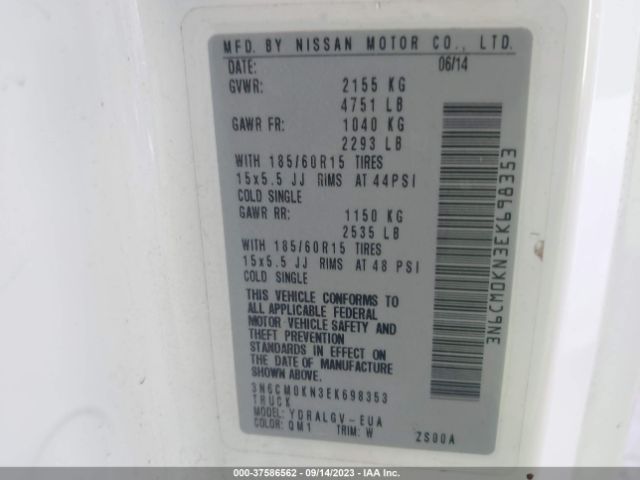 MFD. BY NISSAN MOTOR CO., LTD.
DATE: 06/14
GVWR: 2155 KG
4751 LB
GAWR FR: 1040 KG
2293 LB
WITH 185/60R15 TIRES
15x5.5 JJ RIMS AT 44PSI
COLD SINGLE
GAWR RR: 1150 KG
2535 LB
WITH 185/60R15 TIRES
15x5.5 JJ RIMS AT 48 PSI
COLD SINGLE
THIS VEHICLE CONFORMS TO
ALL APPLICABLE FEDERAL
MOTOR VEHICLE SAFETY AND
THEFT PREVENTION
STANDARDS IN EFFECT ON
THE DATE OF MANUFACTURE
SHOWN ABOVE.
3N6CM0KN3EK698353
TRUCK
MODEL: YDRALGV-EUA
COLOR: QM1 TRIM: W ZS00A
3N6CM0KN3EK698353
000-37586562 - 09/14/2023 - IAAI.COM